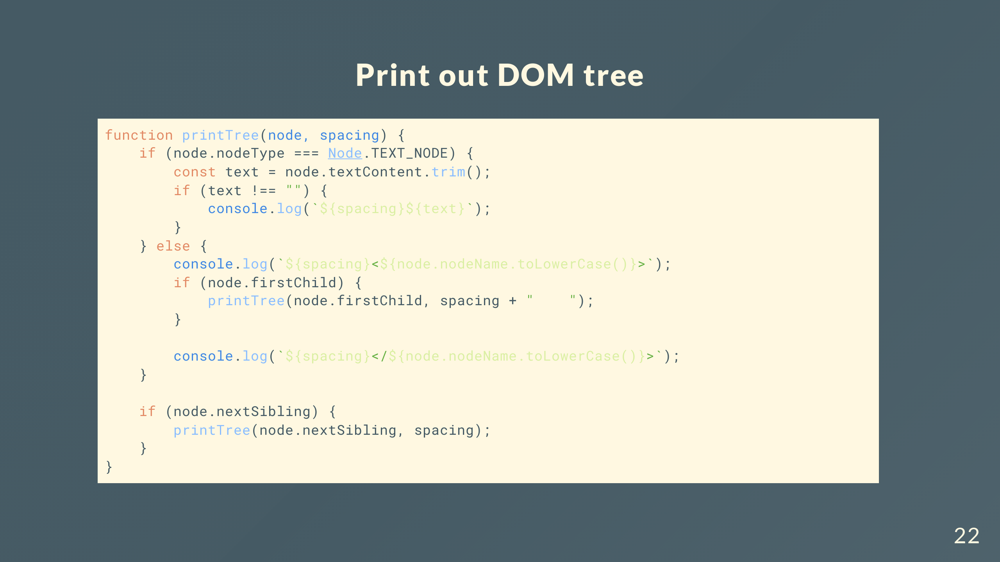 Print out DOM tree
function printTree(node, spacing) {
    if (node.nodeType === Node.TEXT_NODE) {
        const text = node.textContent.trim();
        if (text !== "") {
            console.log(`${spacing}${text}`);
        }
    } else {
        console.log(`${spacing}<${node.nodeName.toLowerCase()}>`);
        if (node.firstChild) {
            printTree(node.firstChild, spacing + "    ");
        }

        console.log(`${spacing}</${node.nodeName.toLowerCase()}>`);
    }

    if (node.nextSibling) {
        printTree(node.nextSibling, spacing);
    }
}
22